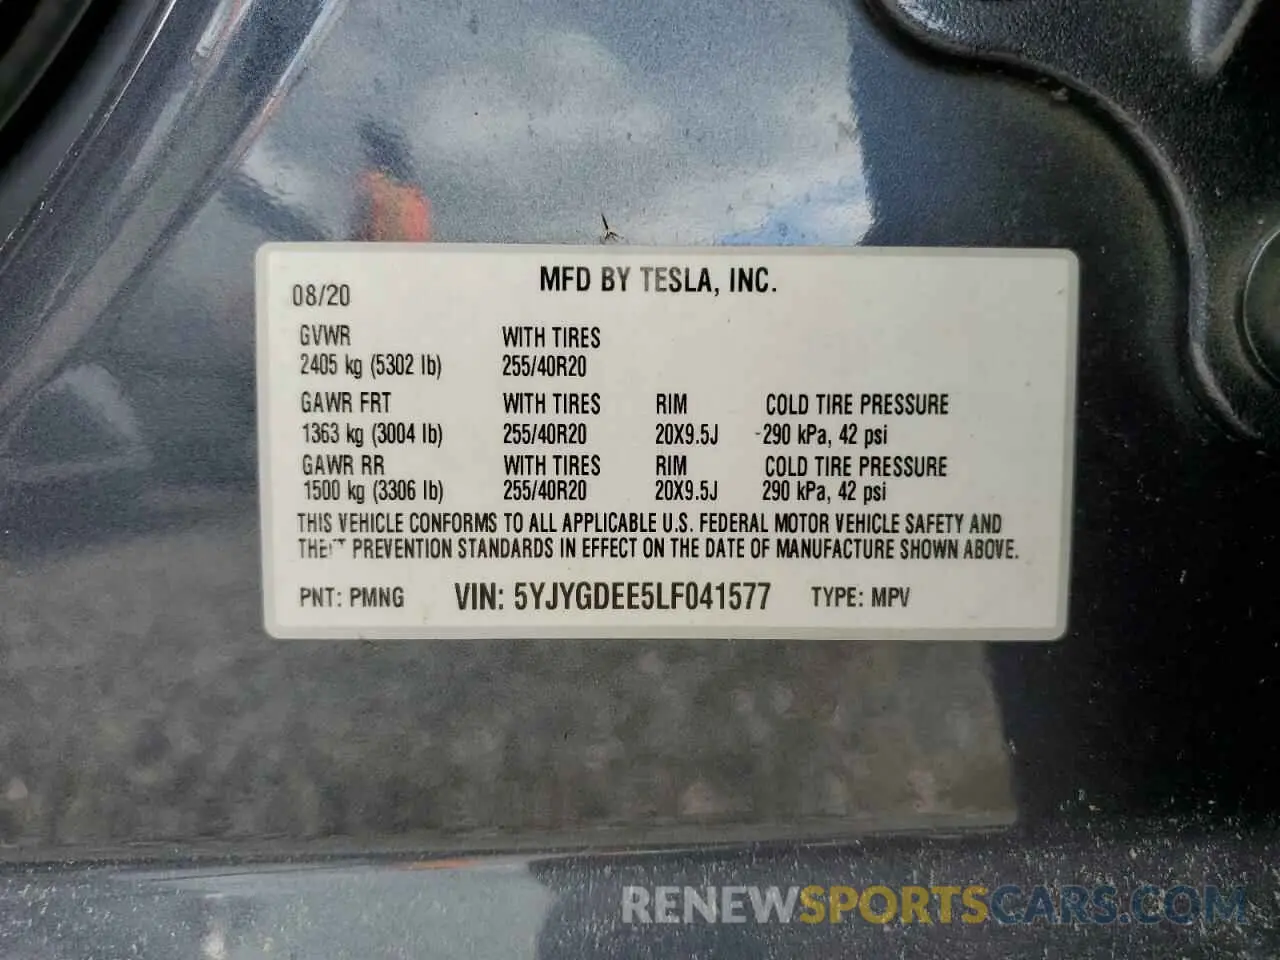 MFD BY TESLA, INC.
08/20
GVWR WITH TIRES
2405 kg (5302 lb) 255/40R20
GAWR FRT WITH TIRES RIM COLD TIRE PRESSURE
1363 kg (3004 lb) 255/40R20 20X9.5J 290 kPa, 42 psi
GAWR RR WITH TIRES RIM COLD TIRE PRESSURE
1500 kg (3306 lb) 255/40R20 20X9.5J 290 kPa, 42 psi
THIS VEHICLE CONFORMS TO ALL APPLICABLE U.S. FEDERAL MOTOR VEHICLE SAFETY AND
THEFT PREVENTION STANDARDS IN EFFECT ON THE DATE OF MANUFACTURE SHOWN ABOVE.
PNT: PMNG VIN: 5YJYGDEE5LF041577 TYPE: MPV
RENEWSPORTSCARS.COM